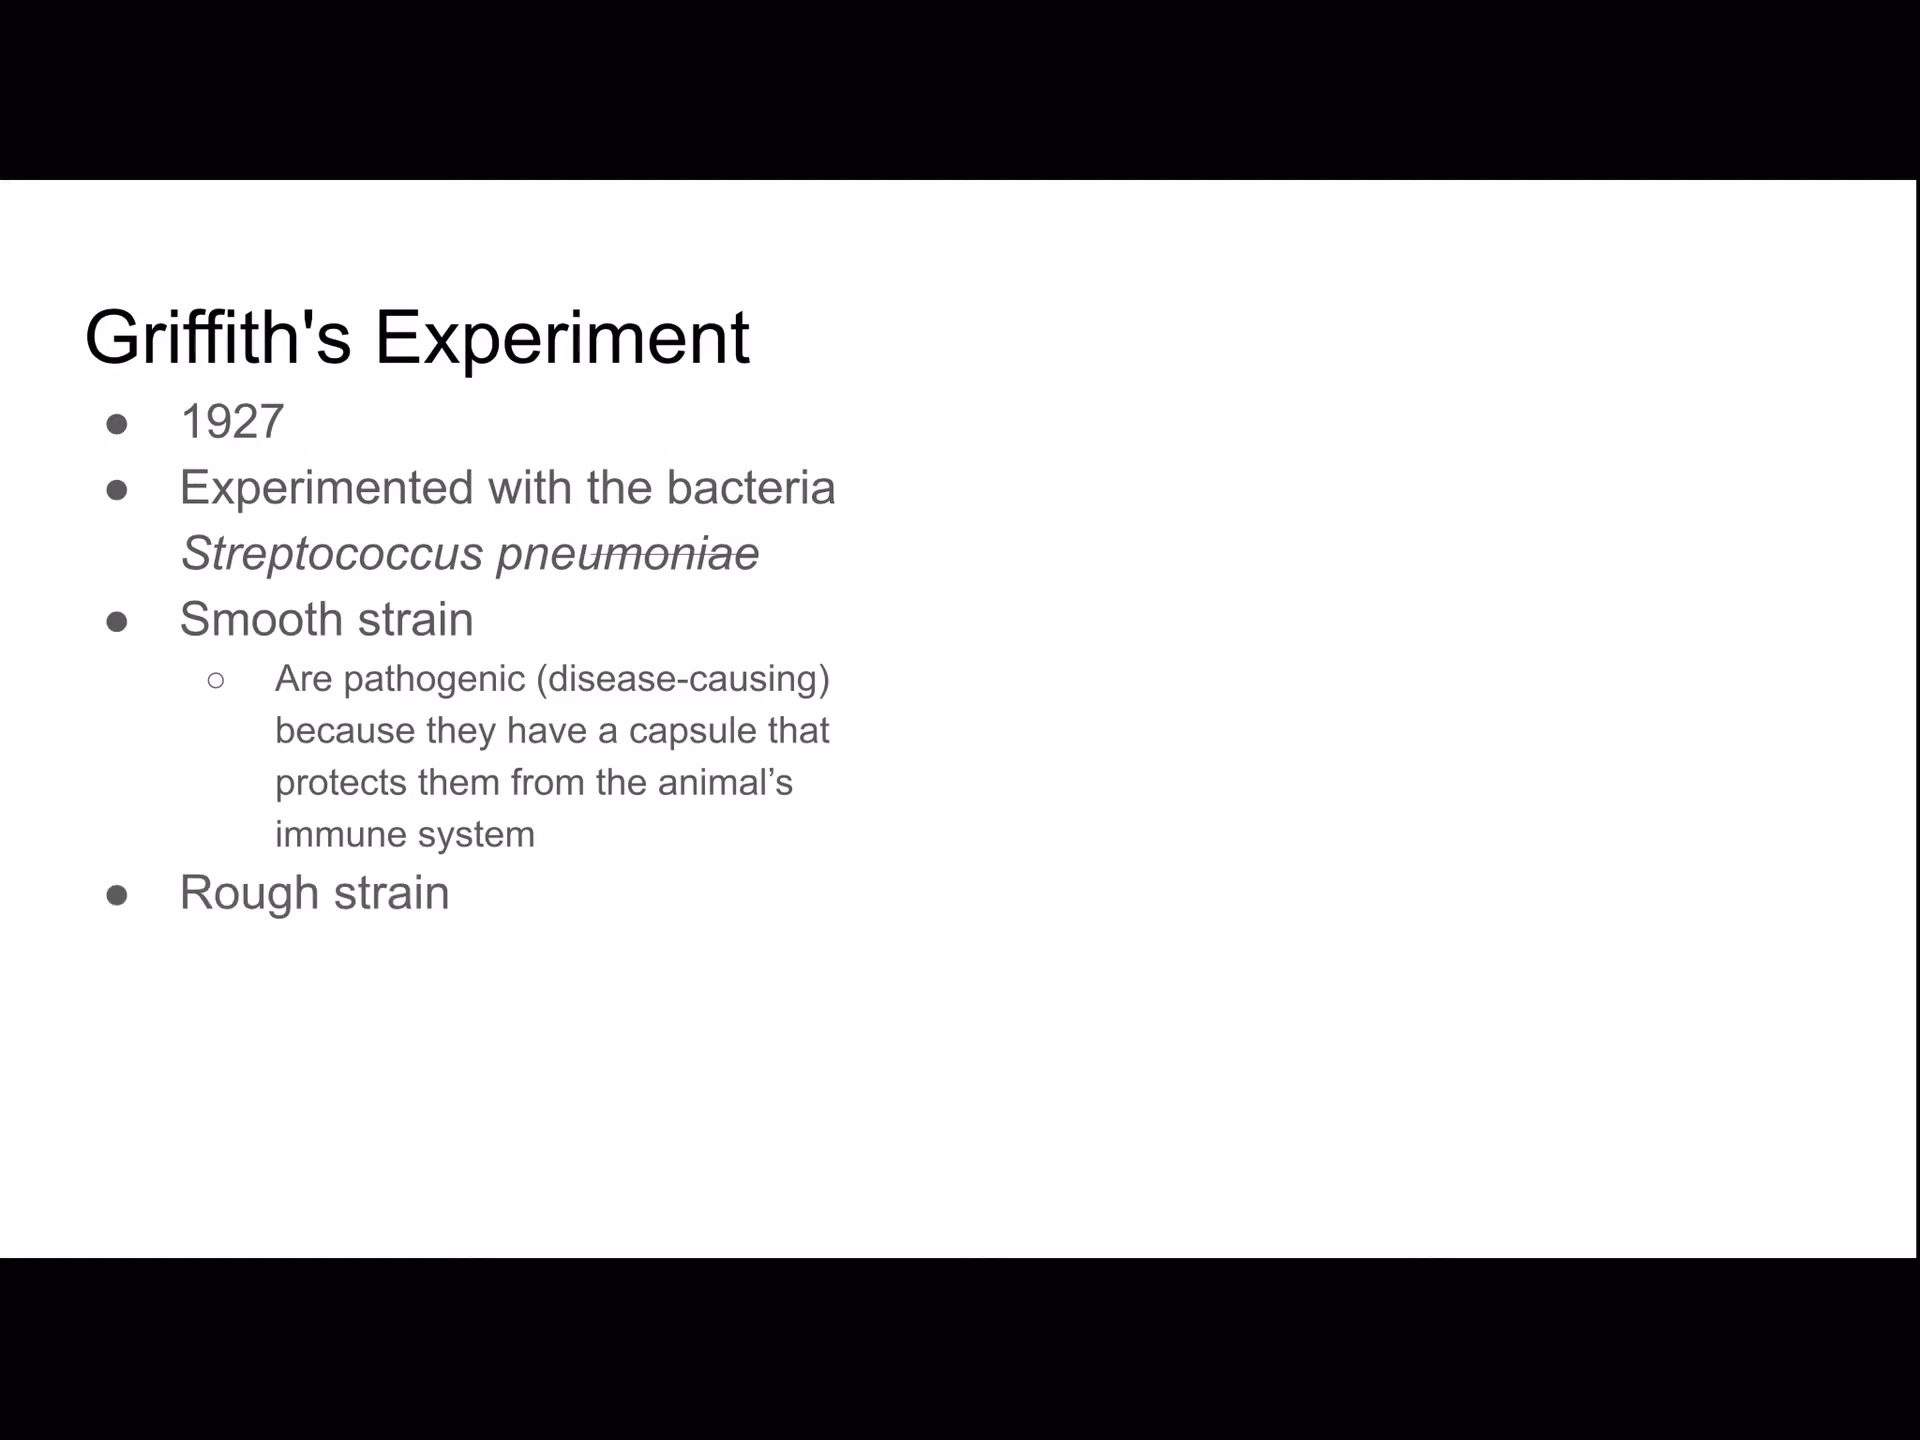 Griffith's Experiment
● 1927
● Experimented with the bacteria
Streptococcus pneumoniae
● Smooth strain
○ Are pathogenic (disease-causing)
because they have a capsule that
protects them from the animal’s
immune system
● Rough strain